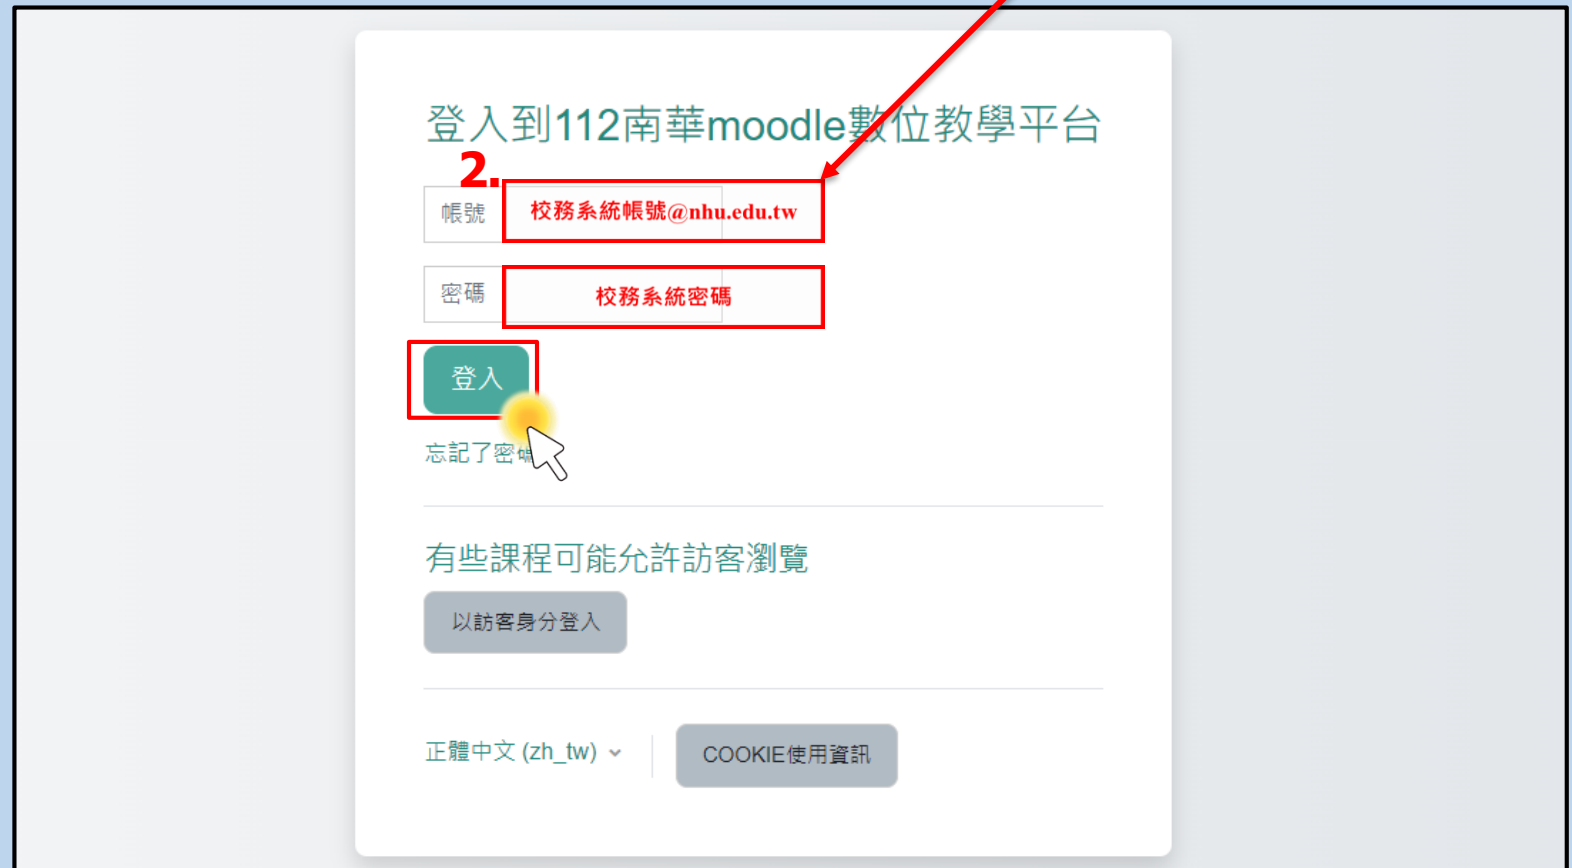 登入到112南華moodle數位教學平台
2.
帳號 校務系統帳號@nhu.edu.tw
密碼 校務系統密碼
登入
忘記了密碼
有些課程可能允許訪客瀏覽
以訪客身分登入
正體中文 (zh_tw)
COOKIE使用資訊